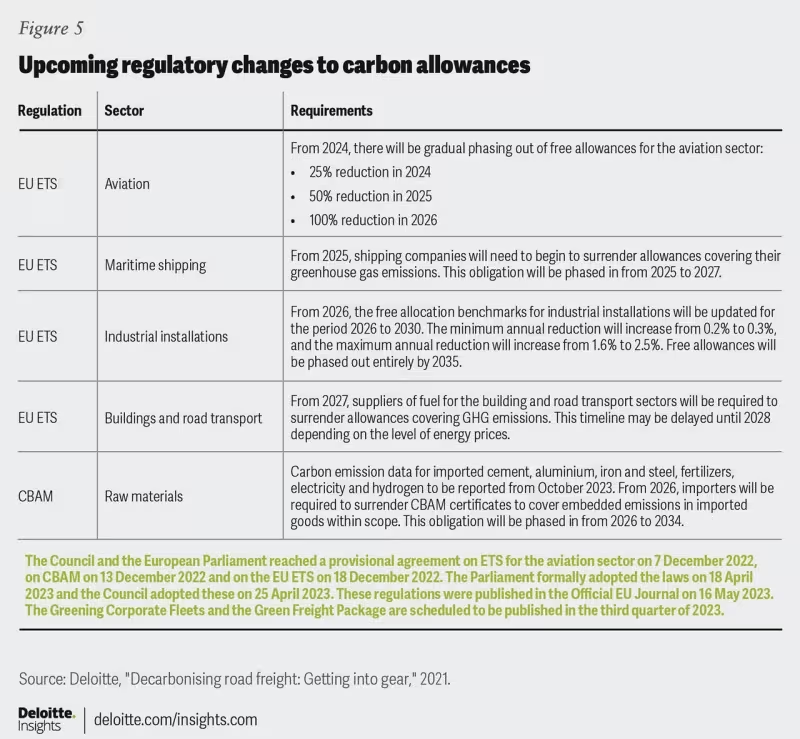 Figure 5
Upcoming regulatory changes to carbon allowances
Regulation Sector Requirements
EU ETS Aviation
From 2024, there will be gradual phasing out of free allowances for the aviation sector:
• 25% reduction in 2024
• 50% reduction in 2025
• 100% reduction in 2026
EU ETS Maritime shipping
From 2025, shipping companies will need to begin to surrender allowances covering their
greenhouse gas emissions. This obligation will be phased in from 2025 to 2027.
EU ETS Industrial installations
From 2026, the free allocation benchmarks for industrial installations will be updated for
the period 2026 to 2030. The minimum annual reduction will increase from 0.2% to 0.3%,
and the maximum annual reduction will increase from 1.6% to 2.5%. Free allowances will
be phased out entirely by 2035.
EU ETS Buildings and road transport
From 2027, suppliers of fuel for the building and road transport sectors will be required to
surrender allowances covering GHG emissions. This timeline may be delayed until 2028
depending on the level of energy prices.
CBAM Raw materials
Carbon emission data for imported cement, aluminium, iron and steel, fertilizers,
electricity and hydrogen to be reported from October 2023. From 2026, importers will be
required to surrender CBAM certificates to cover embedded emissions in imported
goods within scope. This obligation will be phased in from 2026 to 2034.
The Council and the European Parliament reached a provisional agreement on ETS for the aviation sector on 7 December 2022,
on CBAM on 13 December 2022 and on the EU ETS on 18 December 2022. The Parliament formally adopted the laws on 18 April
2023 and the Council adopted these on 25 April 2023. These regulations were published in the Official EU Journal on 16 May 2023.
The Greening Corporate Fleets and the Green Freight Package are scheduled to be published in the third quarter of 2023.
Source: Deloitte, "Decarbonising road freight: Getting into gear," 2021.
Deloitte.
Insights
deloitte.com/insights.com